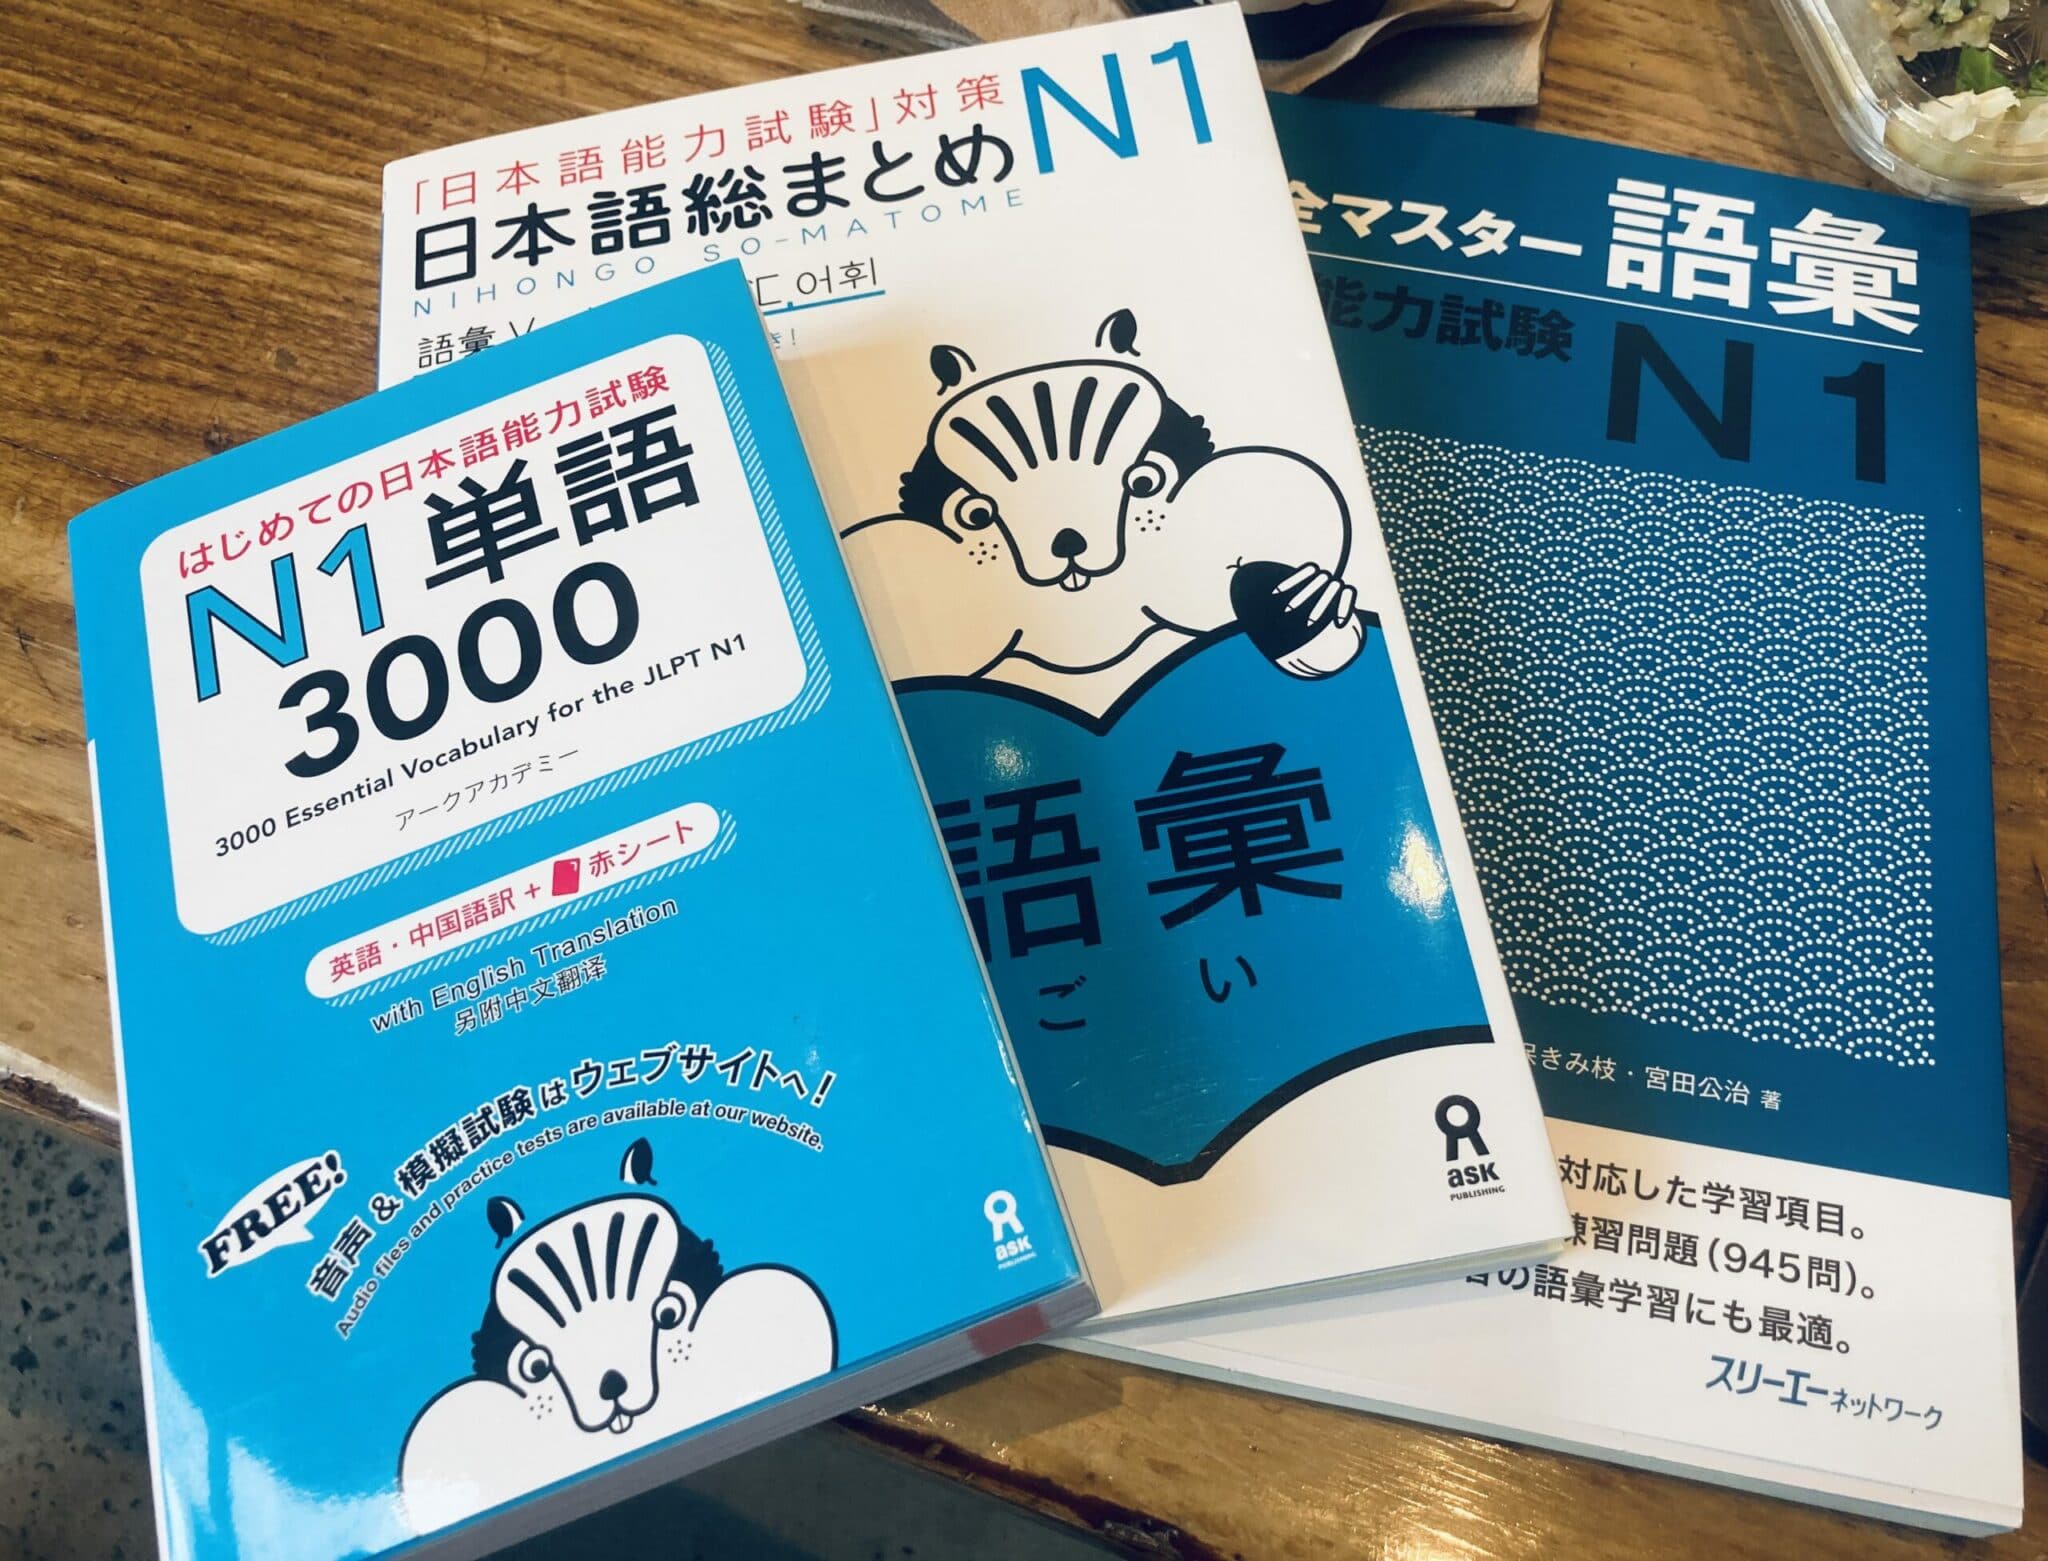 はじめての日本語能力試験
N1 単語
3000
3000 Essential Vocabulary for the JLPT N1
アークアカデミー
英語・中国語訳 + 赤シート
with English Translation
另附中文翻译
FREE!
音声 & 模擬試験はウェブサイトへ!
Audio files and practice tests are available at our website.
ask
PUBLISHING
「日本語能力試験」対策
N1
日本語総まとめ
NIHONGO SO-MATOME
語彙
어휘
語彙
ごい
ask
PUBLISHING
全マスター 語彙
能力試験 N1
きみ枝・宮田公治 著
対応した学習項目。
練習問題(945問)。
の語彙学習にも最適。
スリーエーネットワーク